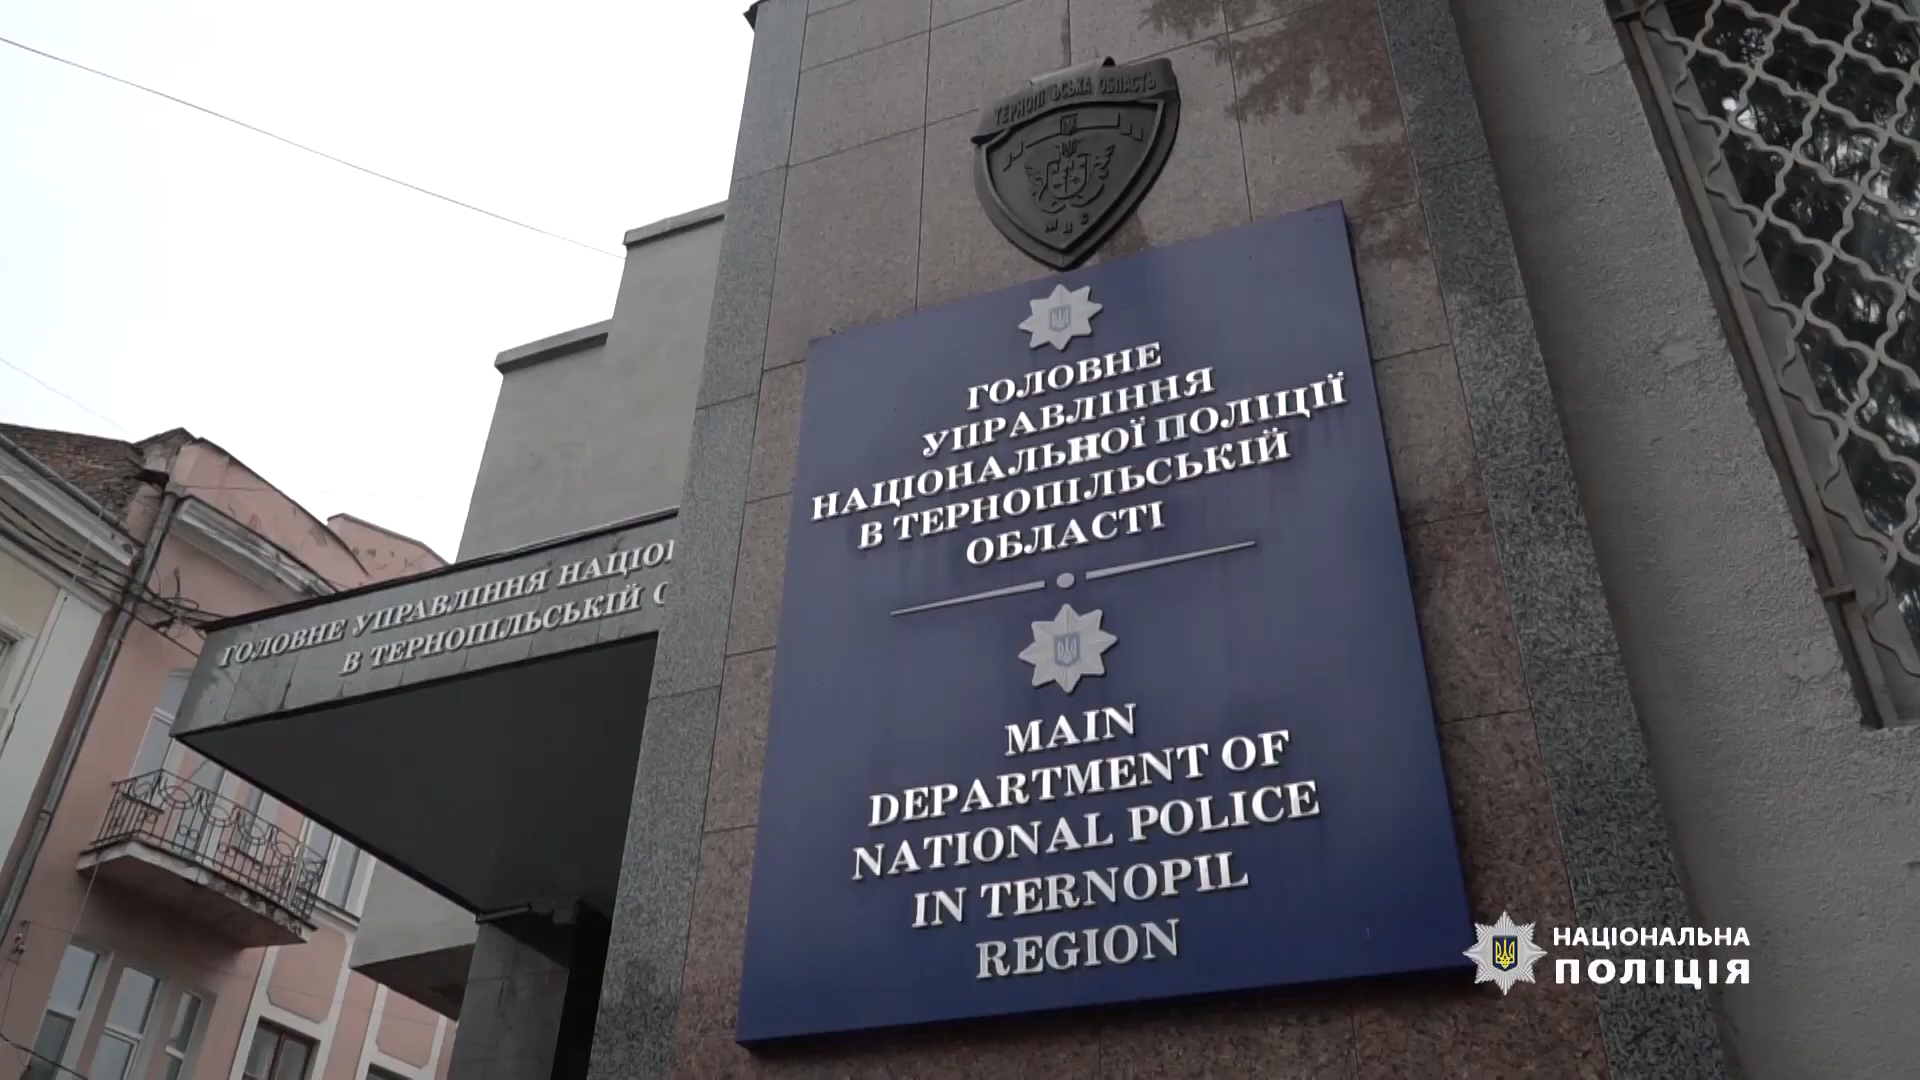 ТЕРНОПІЛЬСЬКА ОБЛАСТЬ
ГОЛОВНЕ
УПРАВЛІННЯ
НАЦІОНАЛЬНОЇ ПОЛІЦІЇ
В ТЕРНОПІЛЬСЬКІЙ
ОБЛАСТІ
MAIN
DEPARTMENT OF
NATIONAL POLICE
IN TERNOPIL
REGION
ГОЛОВНЕ УПРАВЛІННЯ НАЦІО
В ТЕРНОПІЛЬСЬКІЙ О
НАЦІОНАЛЬНА
ПОЛІЦІЯ